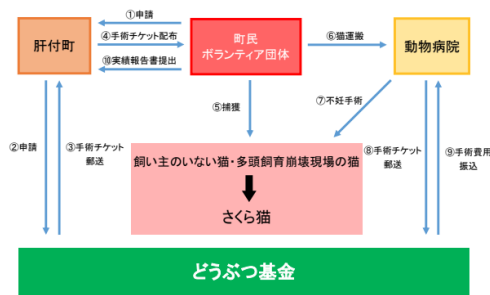 ①申請
④手術チケット配布
⑩実績報告書提出
肝付町
町民
ボランティア団体
⑥猫運搬
動物病院
②申請
③手術チケット
郵送
⑤捕獲
⑦不妊手術
⑧手術チケット
郵送
⑨手術費用
振込
飼い主のいない猫・多頭飼育崩壊現場の猫
さくら猫
どうぶつ基金